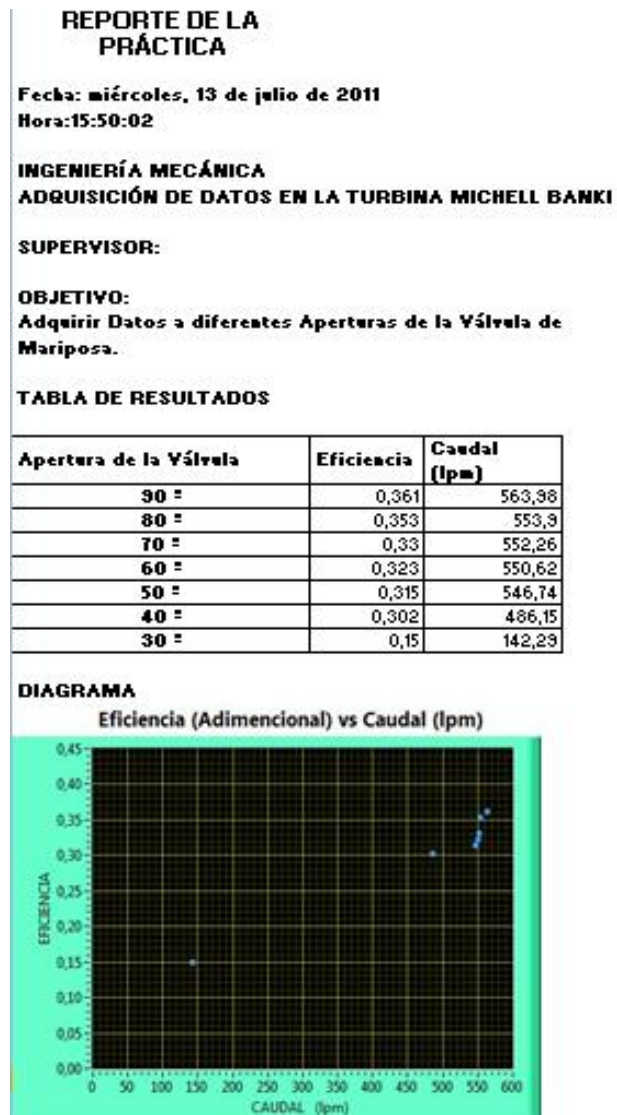 REPORTE DE LA
PRÁCTICA
Fecha: miércoles, 13 de julio de 2011
Hora:15:50:02
INGENIERÍA MECÁNICA
ADQUISICIÓN DE DATOS EN LA TURBINA MICHELL BANKI
SUPERVISOR:
OBJETIVO:
Adquirir Datos a diferentes Aperturas de la Válvula de
Mariposa.
TABLA DE RESULTADOS
Apertura de la Válvula Eficiencia Caudal (lpm)
90 º 0,361 563,98
80 º 0,353 553,9
70 º 0,33 552,26
60 º 0,323 550,62
50 º 0,315 546,74
40 º 0,302 486,15
30 º 0,15 142,29
DIAGRAMA
Eficiencia (Adimencional) vs Caudal (lpm)
EFICIENCIA
0,45
0,40
0,35
0,30
0,25
0,20
0,15
0,10
0,05
0,00
0 50 100 150 200 250 300 350 400 450 500 550 600
CAUDAL (lpm)